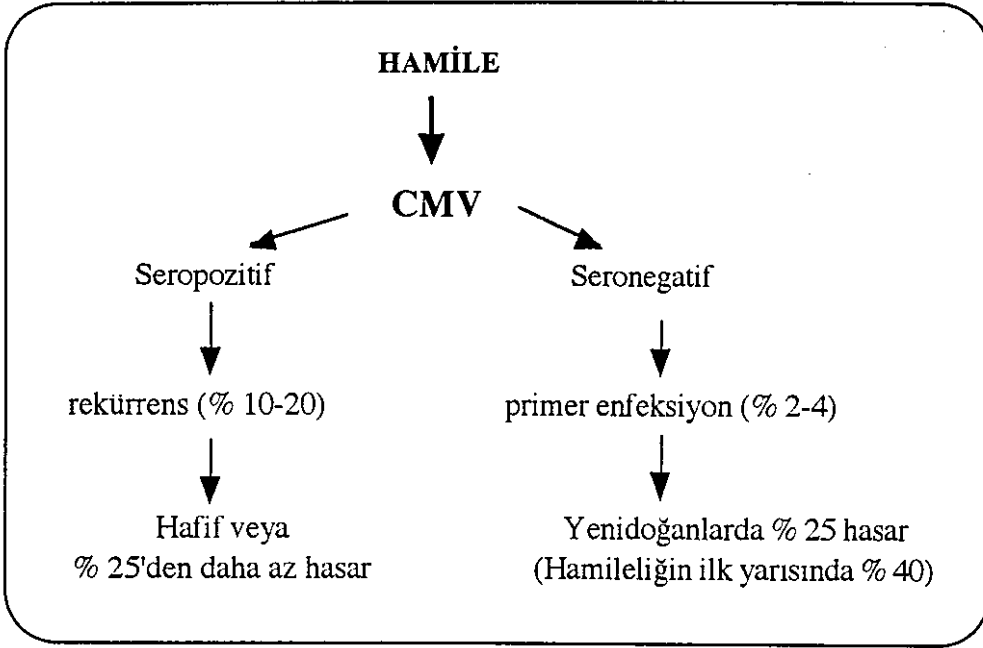 HAMİLE
CMV
Seropozitif
Seronegatif
rekürrens (% 10-20)
primer enfeksiyon (% 2-4)
Hafif veya
% 25'den daha az hasar
Yenidoğanlarda % 25 hasar
(Hamileliğin ilk yarısında % 40)